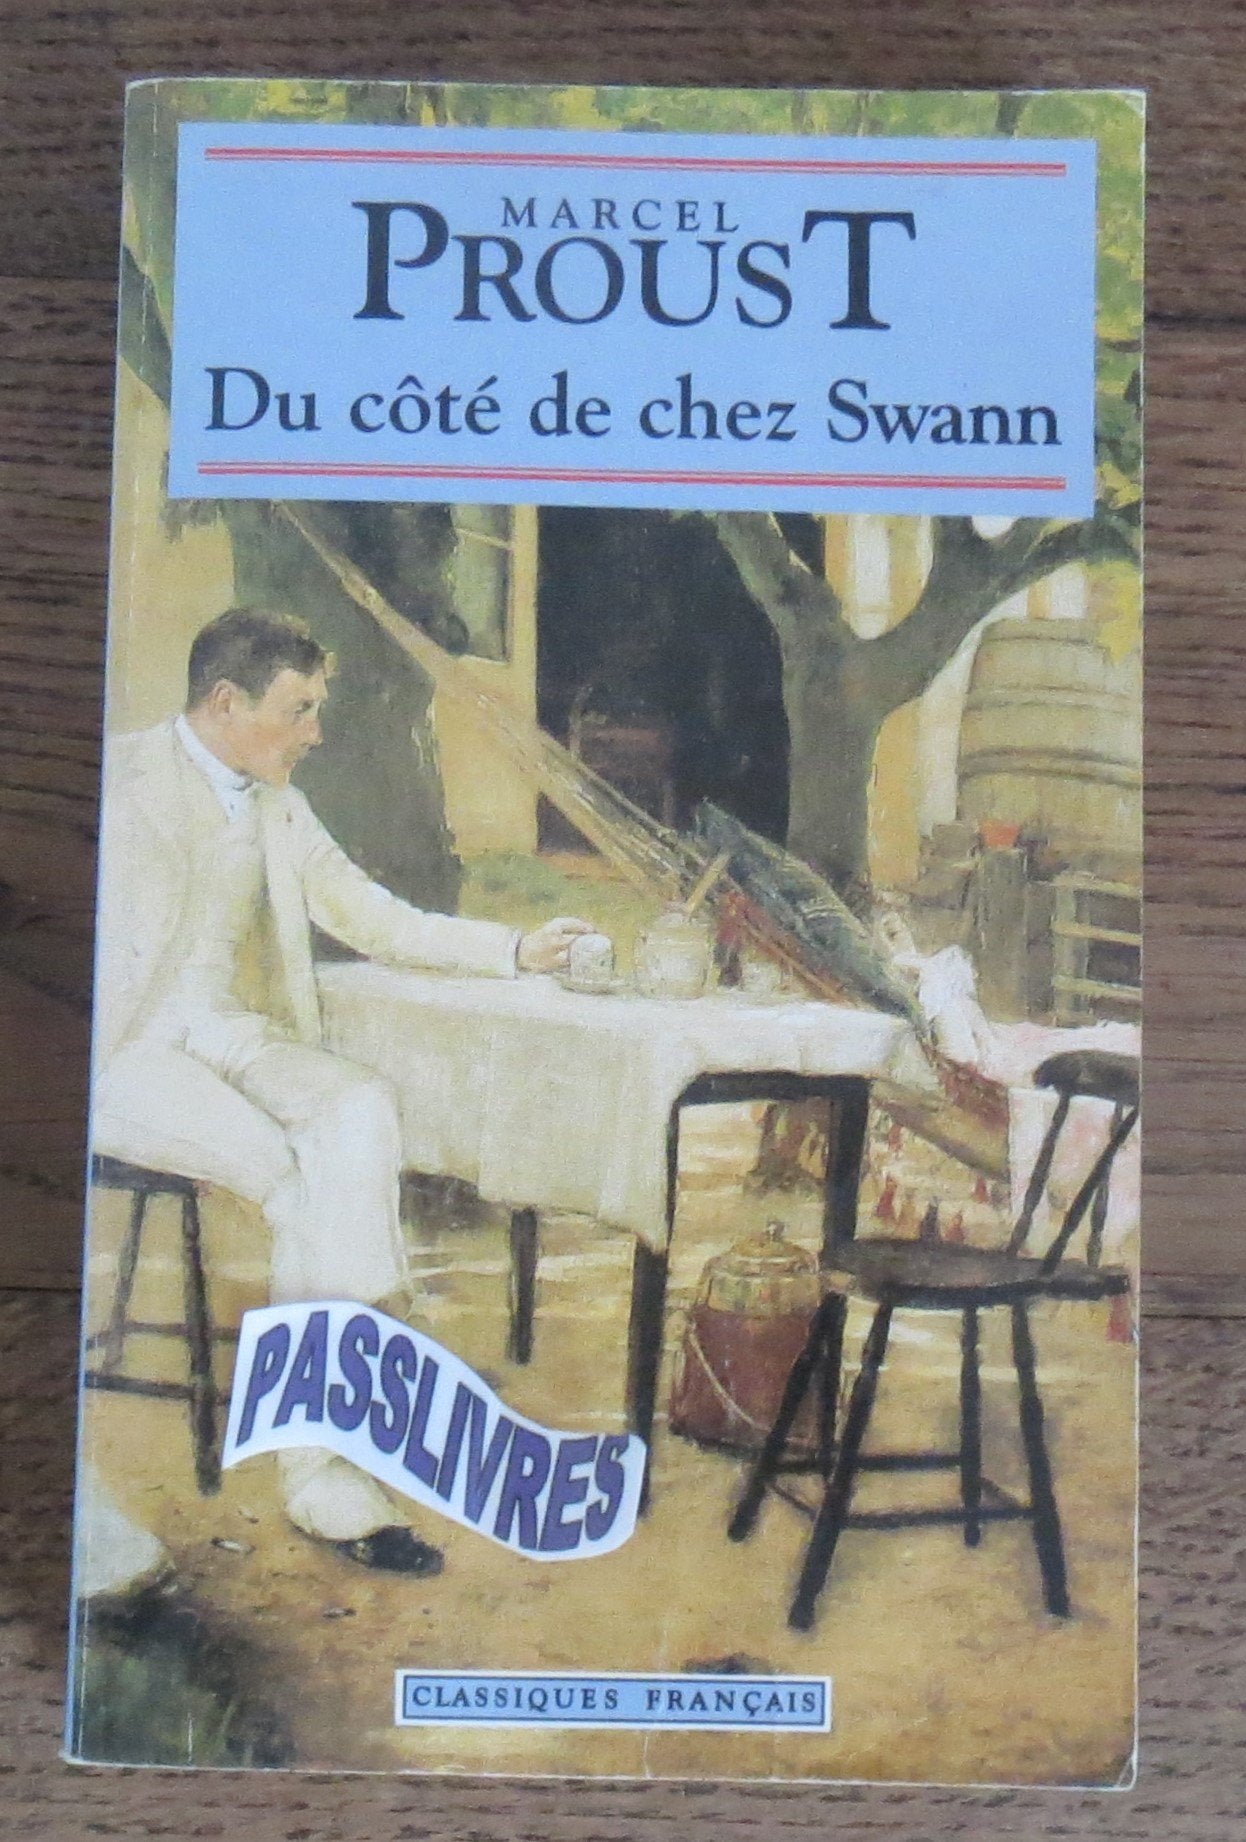 MARCEL
PROUST
Du côté de chez Swann
PASSLIVRES
CLASSIQUES FRANÇAIS